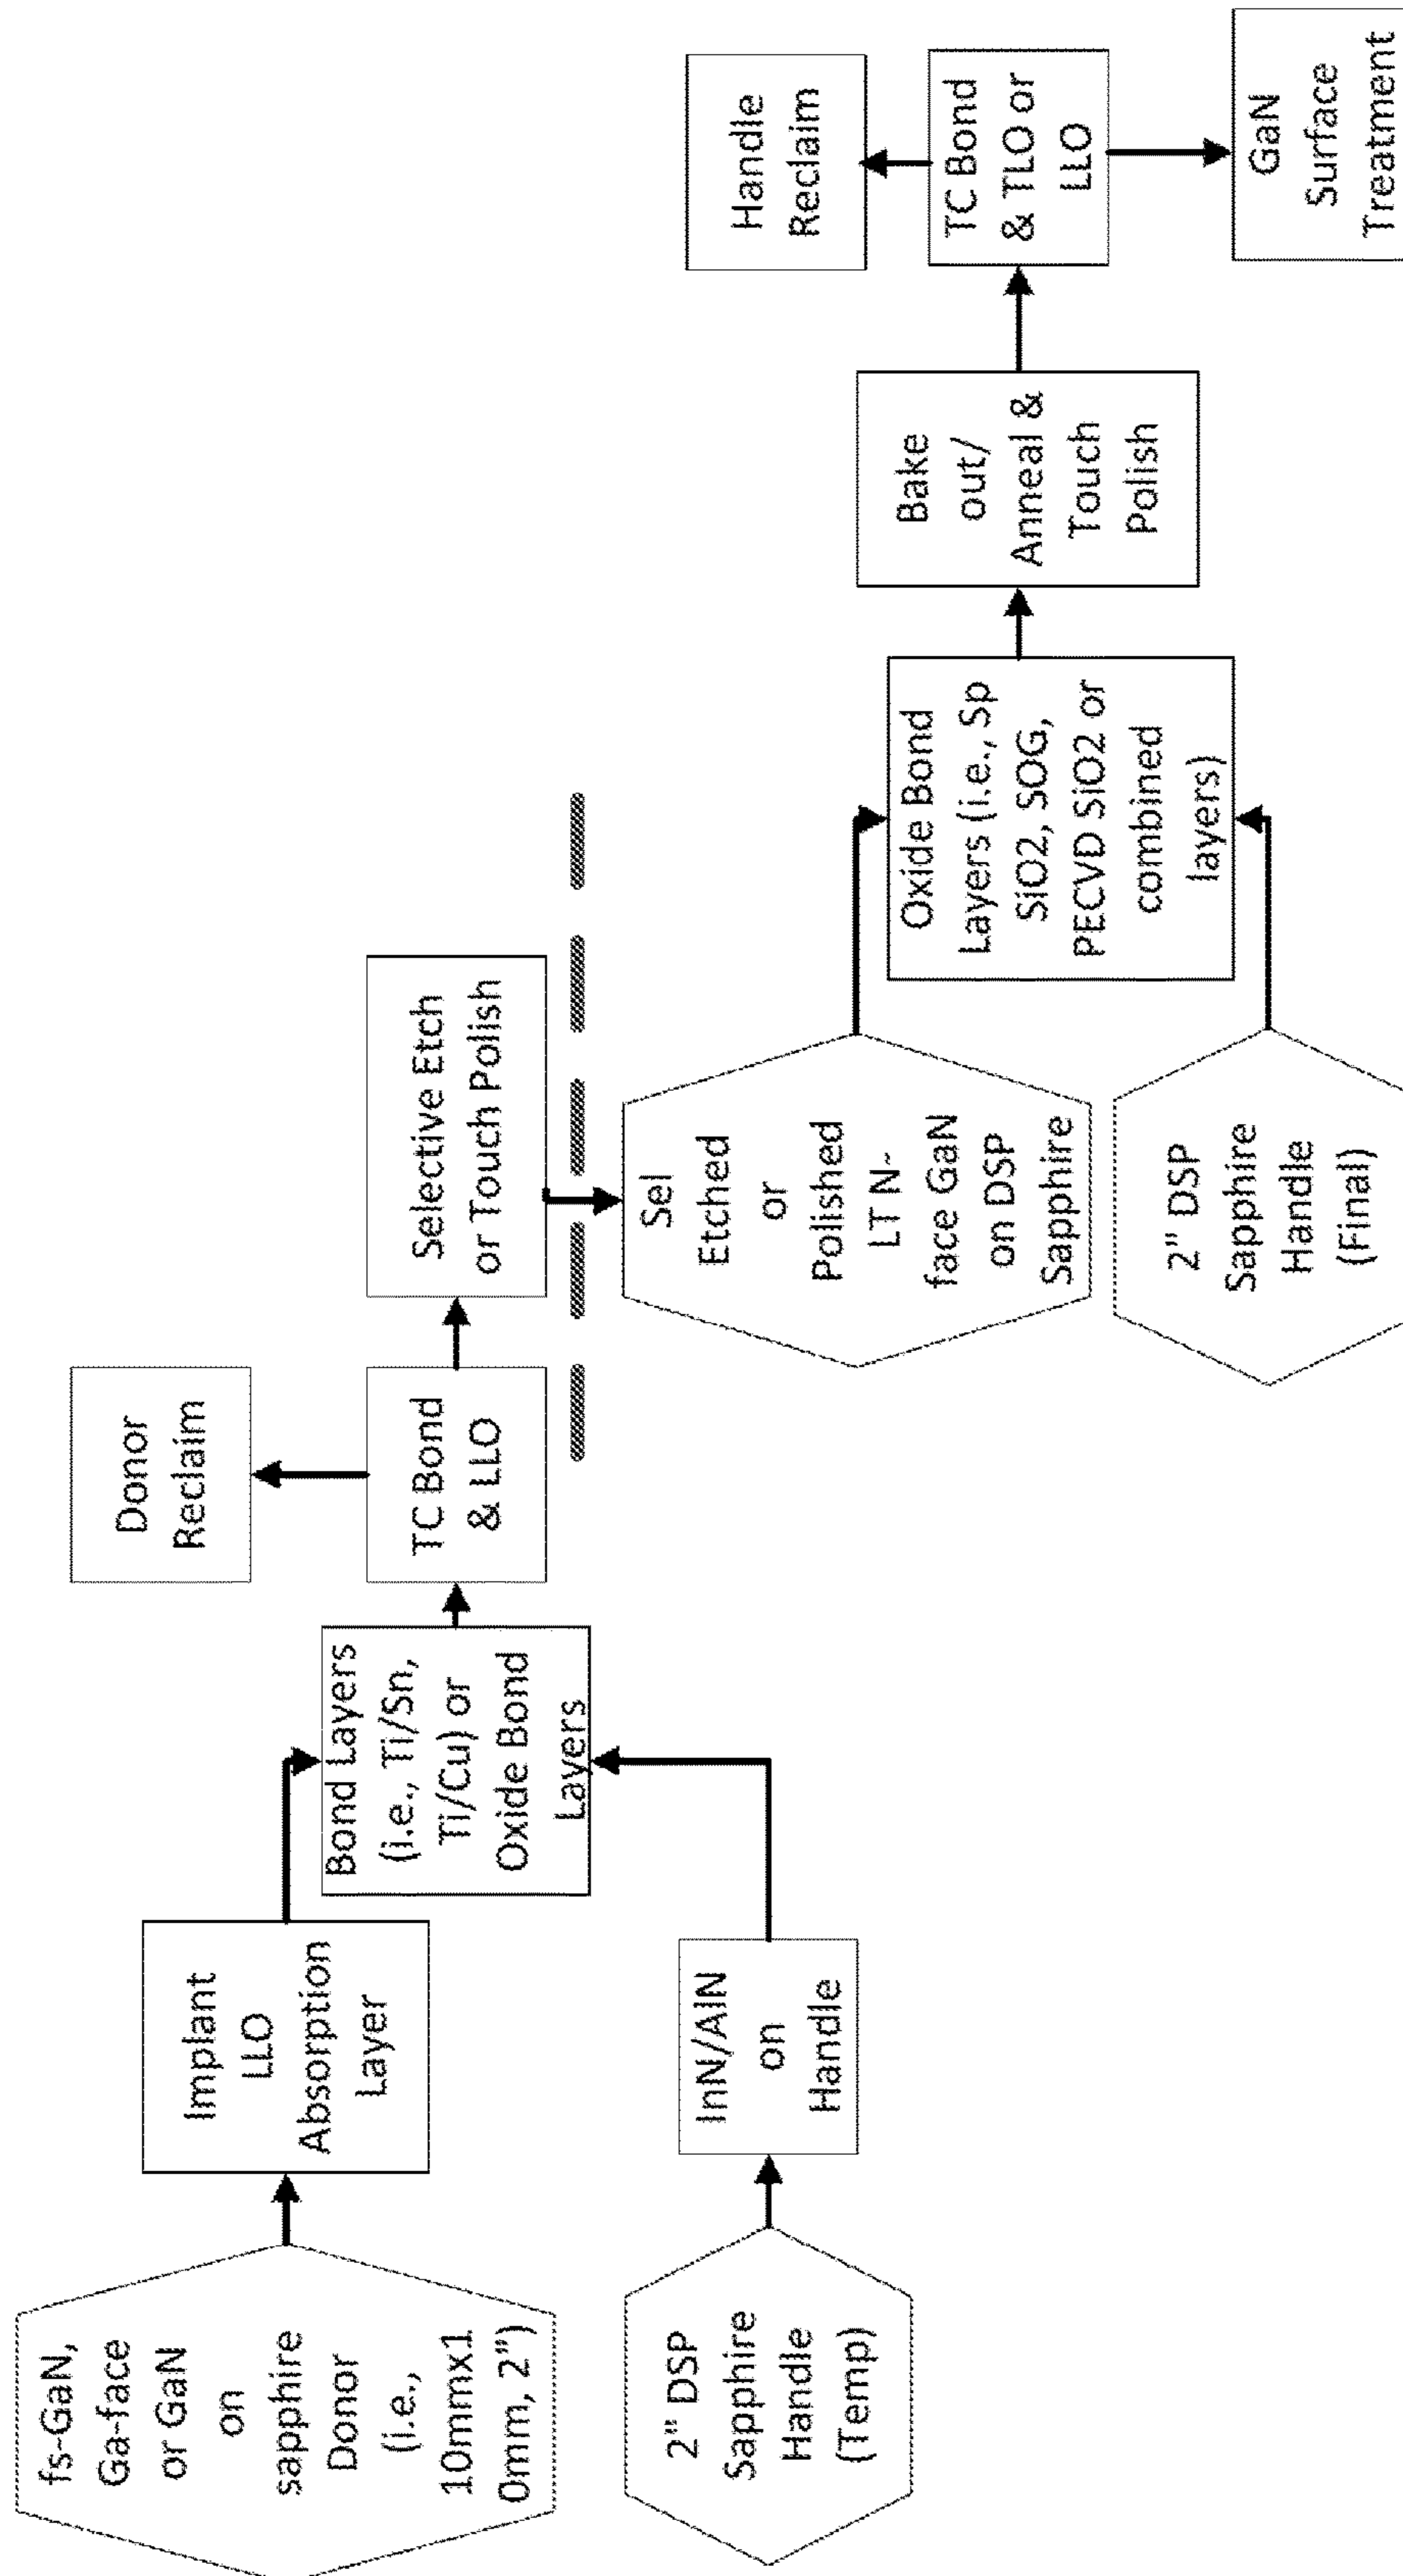 fs-GaN,
Ga-face
or GaN
on
sapphire
Donor
(i.e.,
10mmx1
0mm, 2")
Implant
LLO
Absorption
Layer
2" DSP
Sapphire
Handle
(Temp)
InN/AlN
on
Handle
Bond Layers
(i.e., Ti/Sn,
Ti/Cu) or
Oxide Bond
Layers
Donor
Reclaim
TC Bond
& LLO
Selective Etch
or Touch Polish
Sel
Etched
or
Polished
LT N-
face GaN
on DSP
Sapphire
2" DSP
Sapphire
Handle
(Final)
Oxide Bond
Layers (i.e., Sp
SiO2, SOG,
PECVD SiO2 or
combined
layers)
Bake
out/
Anneal &
Touch
Polish
Handle
Reclaim
TC Bond
& TLO or
LLO
GaN
Surface
Treatment